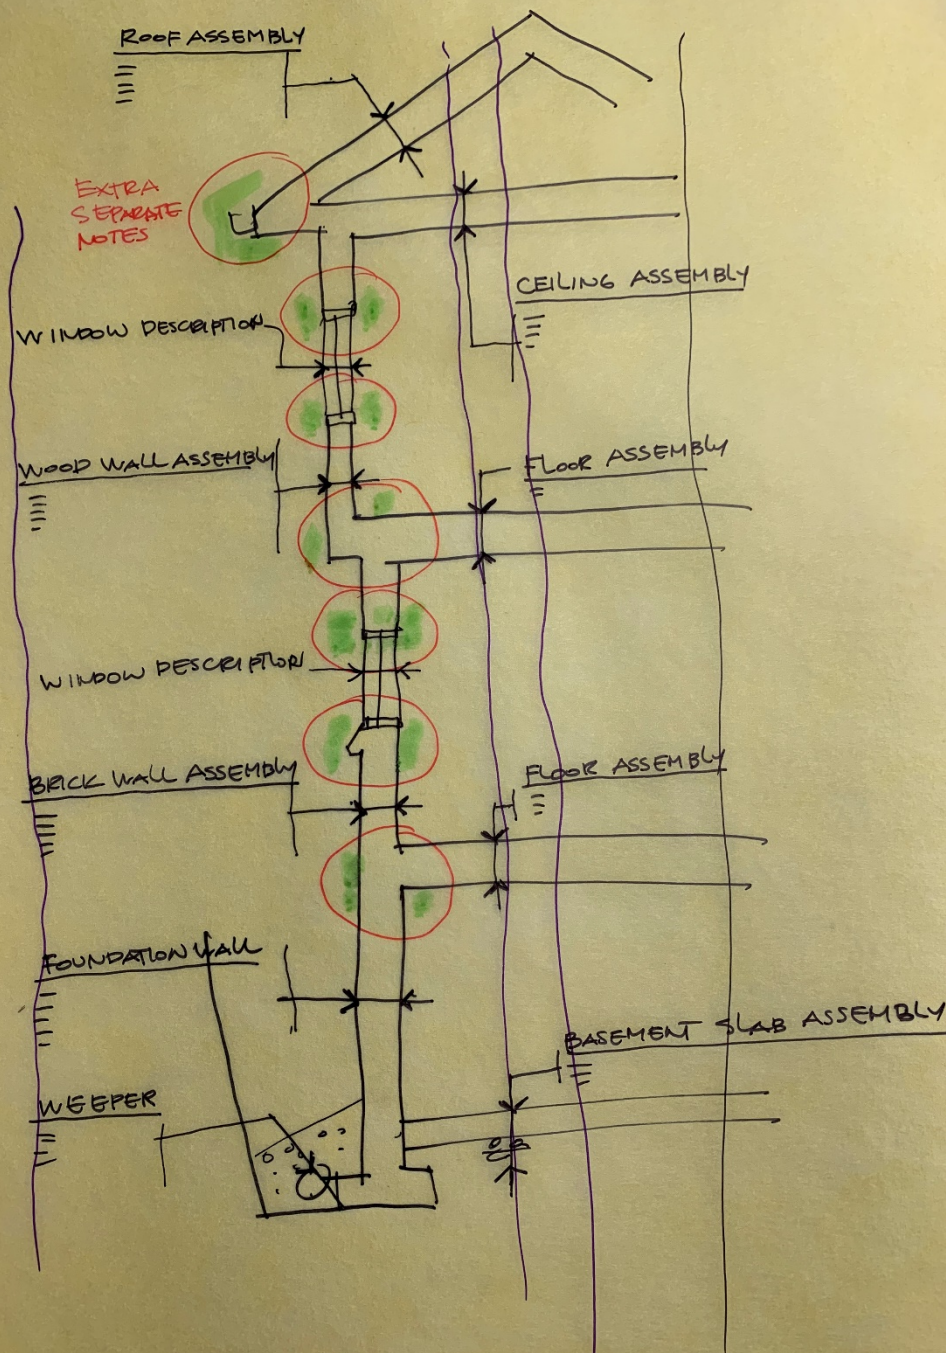 ROOF ASSEMBLY
EXTRA
SEPARATE
NOTES
CEILING ASSEMBLY
WINDOW DESCRIPTION
FLOOR ASSEMBLY
WOOD WALL ASSEMBLY
WINDOW DESCRIPTION
FLOOR ASSEMBLY
BRICK WALL ASSEMBLY
FOUNDATION WALL
BASEMENT SLAB ASSEMBLY
WEEPER